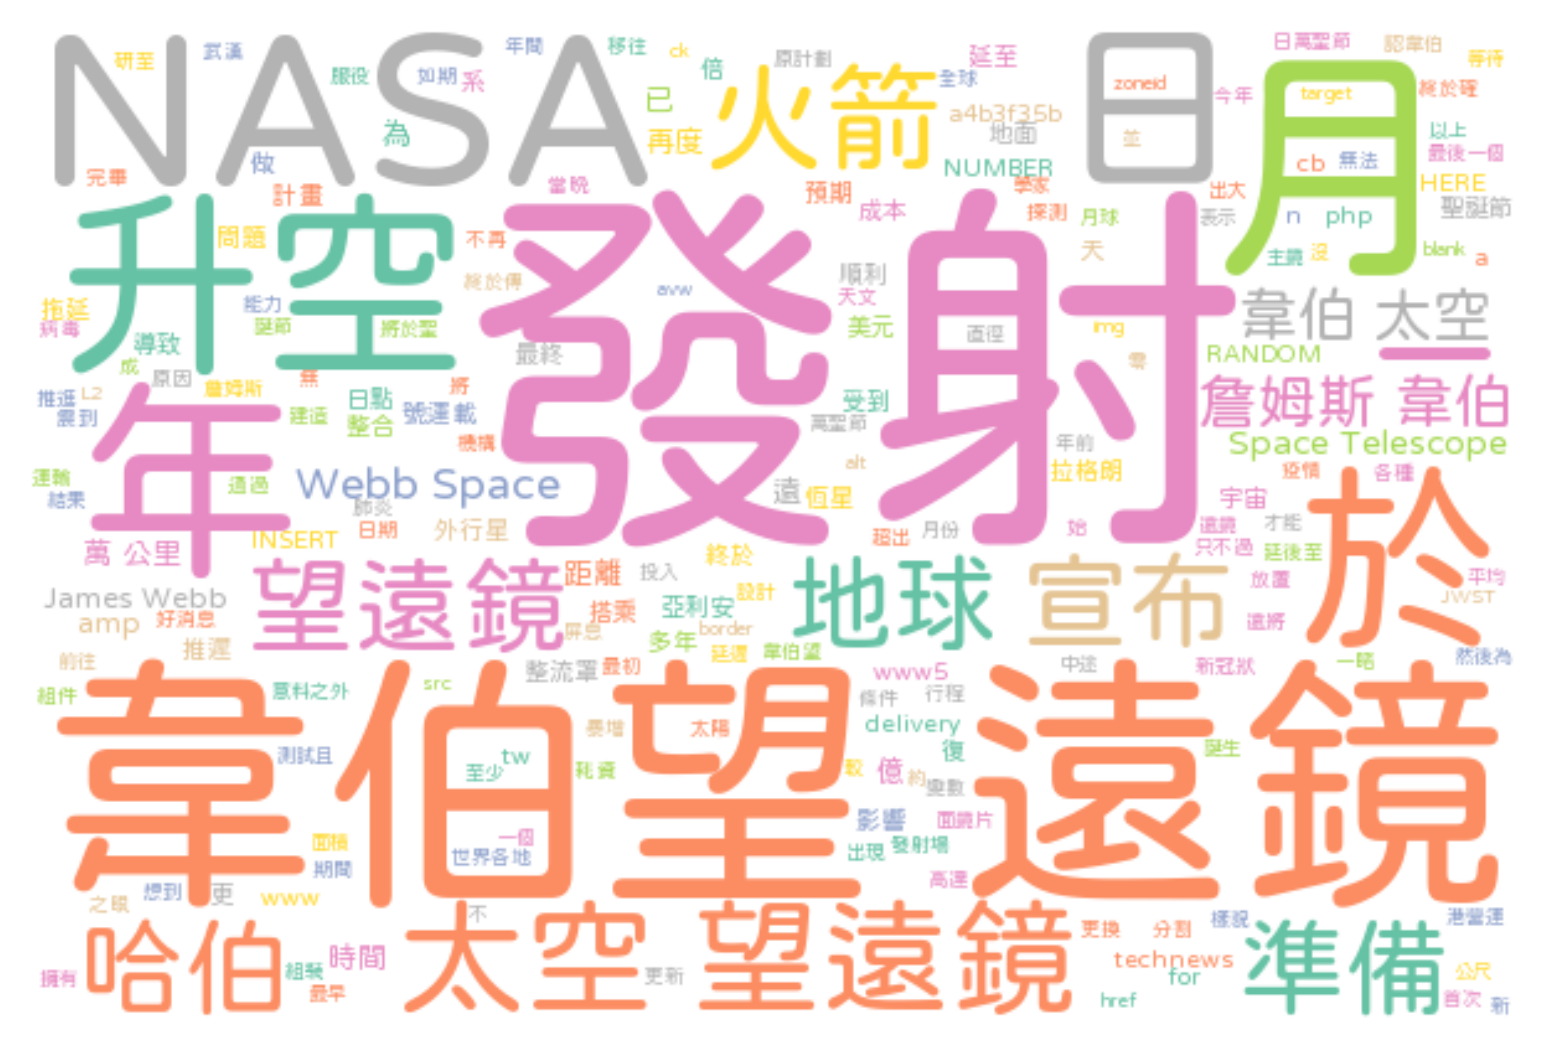 NASA
日
月
火箭
升空
發射
年
韋伯 太空
詹姆斯 韋伯
Space Telescope
Webb Space
於
望遠鏡
地球
宣布
韋伯望遠鏡
哈伯
太空 望遠鏡
準備
研至
武漢
年間
移往
ck
原計劃
延至
日萬聖節
認韋伯
等待
服役
如期
系
倍
全球
zoneid
今年
target
終於確
為
已
a4b3f35b
地面
並
以上
做
再度
NUMBER
cb
無法
最後一個
完畢
計畫
當晚
預期
學家
出大
HERE
成本
探測
月球
表示
n
php
聖誕節
問題
不再
天
主鏡
沒
blank
a
終於傳
順利
拖延
能力
avw
天文
病毒
誕節
將於聖
美元
直徑
img
導致
最終
RANDOM
成
原因
詹姆斯
無
將
零
推進
L2
日點
受到
震到
建造
整合
號運載
萬聖節
機構
年前
運輸
通過
alt
拉格朗
疫情
各種
結果
肺炎
遠
恆星
宇宙
日期
外行星
超出
月份
始
遠鏡
才能
INSERT
萬 公里
終於
只不過
延後至
距離
投入
放置
平均
James Webb
設計
JWST
amp
好消息
搭乘
亞利安
屏息
border
遠將
推遲
多年
延遲
韋伯望
前往
整流罩
最初
www5
中途
新冠狀
一睹
然後為
組件
意料之外
src
條件
行程
暴增
太陽
delivery
測試且
tw
至少
耗資
復
誕生
較
億
約
變數
面積
一個
影響
面鏡片
期間
世界各地
出現
發射場
想到
更
www
高達
之眼
不
更換
分割
樣貌
港營運
時間
組裝
更新
technews
公尺
擁有
最早
for
href
首次
新